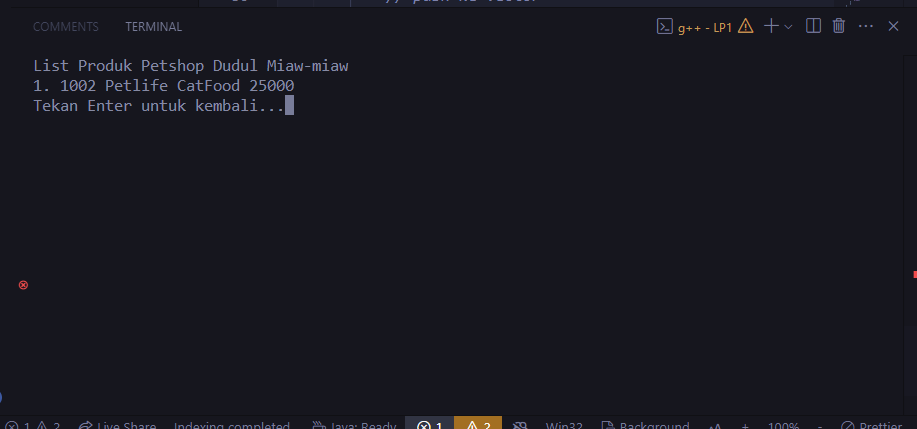 COMMENTS TERMINAL g++ - LP1
List Produk Petshop Dudul Miaw-miaw
1. 1002 Petlife CatFood 25000
Tekan Enter untuk kembali...
1 2 Live Share Indexing completed Java: Ready 1 2 Win32 Background AA + 100% - Prettier